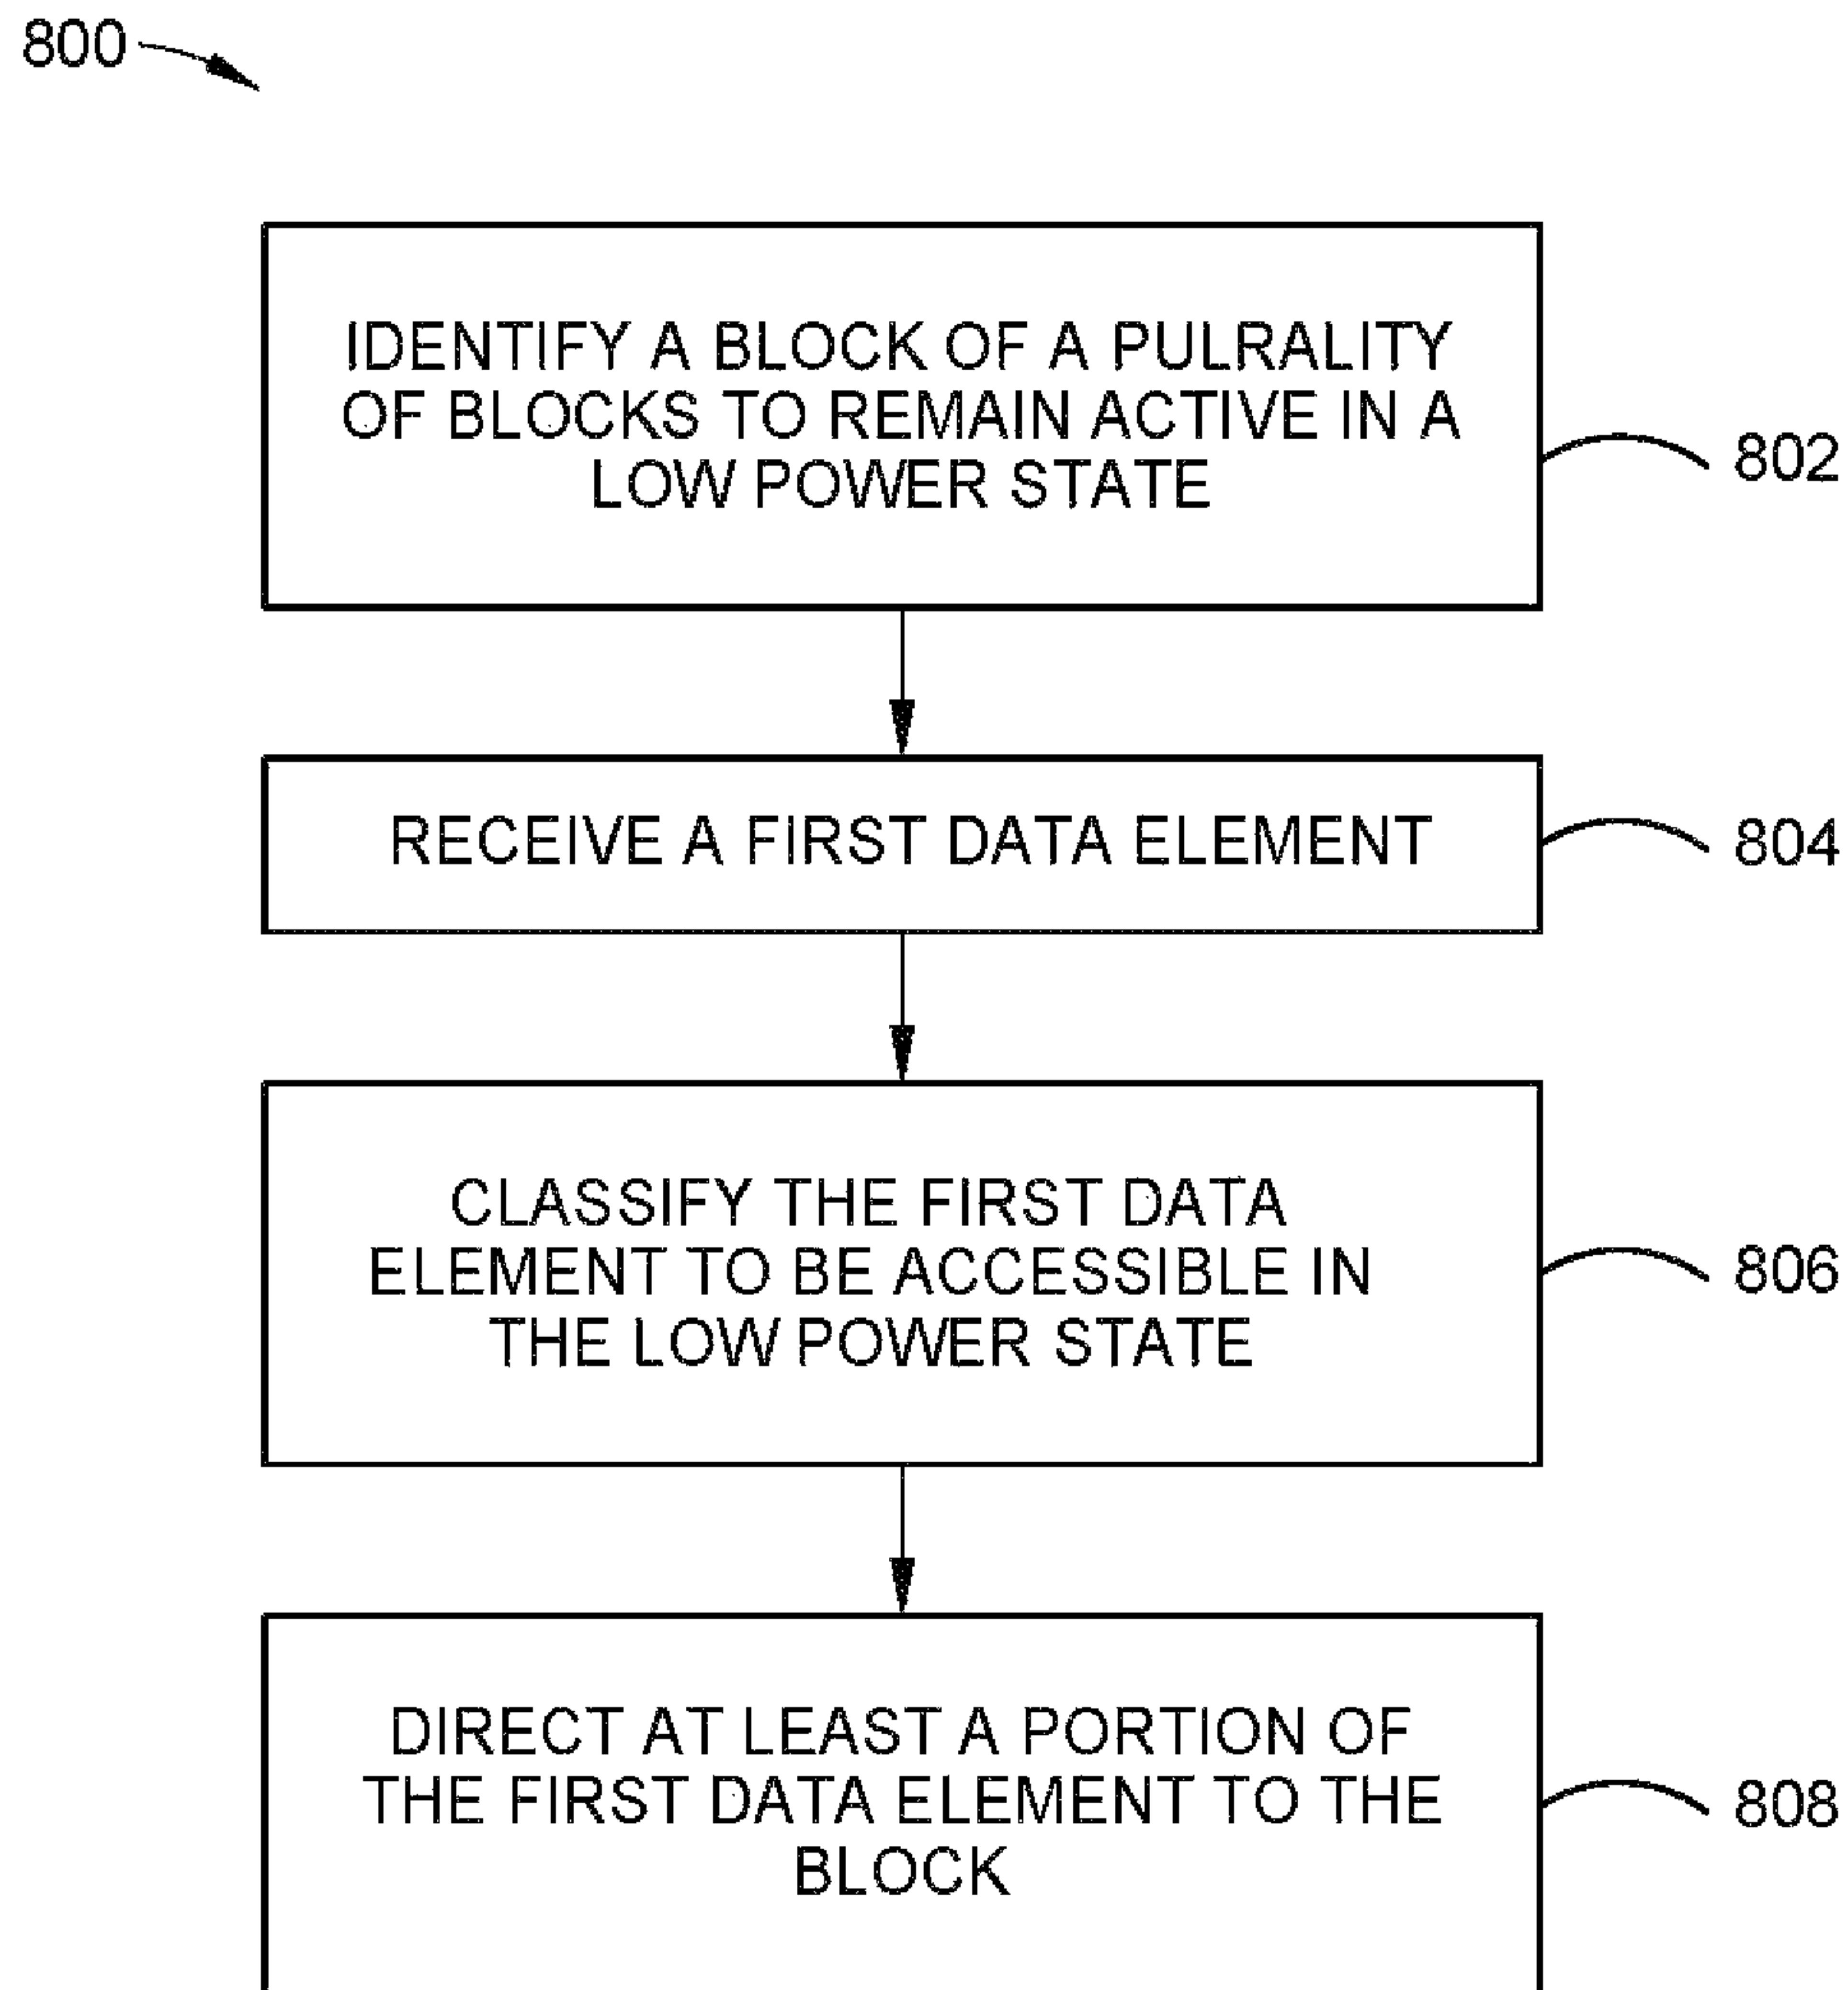 800
IDENTIFY A BLOCK OF A PULRALITY
OF BLOCKS TO REMAIN ACTIVE IN A
LOW POWER STATE
802
RECEIVE A FIRST DATA ELEMENT
804
CLASSIFY THE FIRST DATA
ELEMENT TO BE ACCESSIBLE IN
THE LOW POWER STATE
806
DIRECT AT LEAST A PORTION OF
THE FIRST DATA ELEMENT TO THE
BLOCK
808